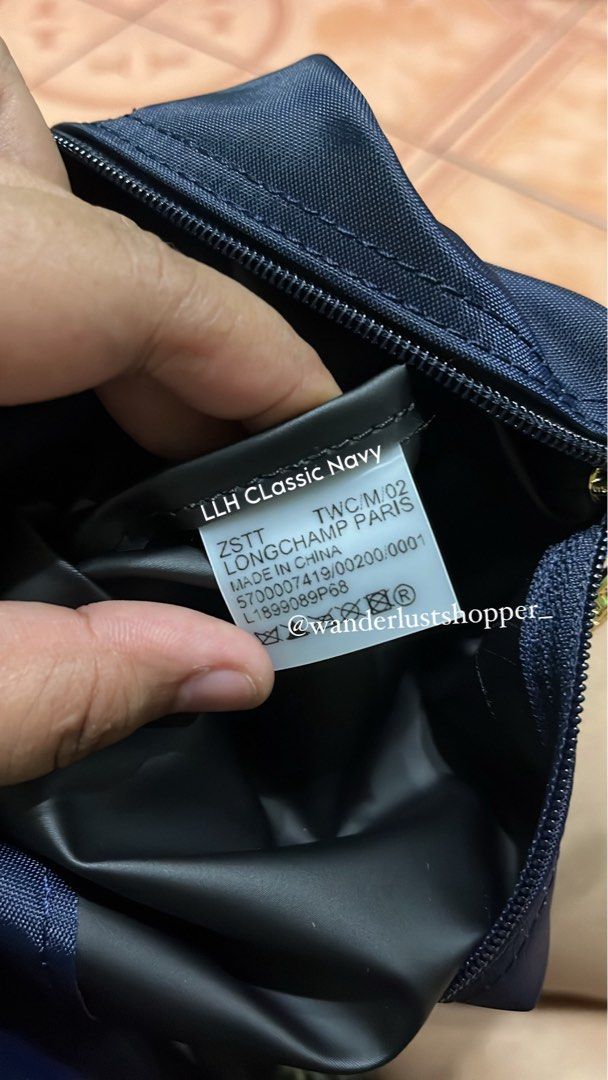 LLH CLassic Navy
ZSTT TWC/M/02
LONGCHAMP PARIS
MADE IN CHINA
5700007419/00200/0001
L1899089P68
@wanderlustshopper_